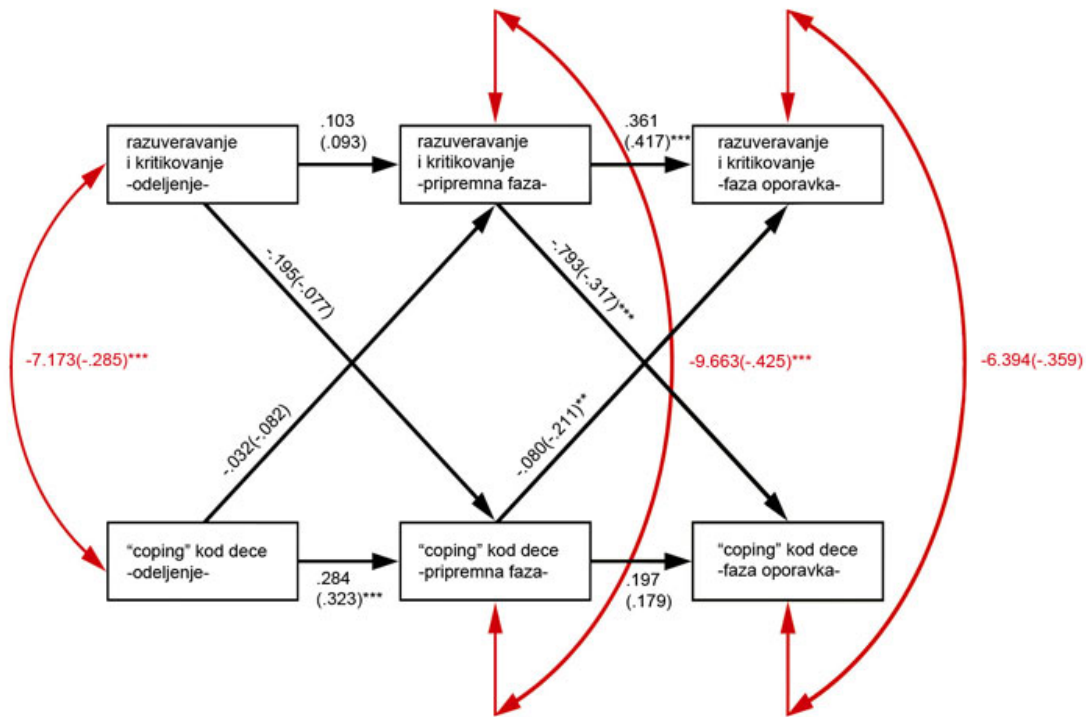 .103
(.093)
.361
(.417)***
razuveravanje
i kritikovanje
-odeljenje-
razuveravanje
i kritikovanje
-pripremna faza-
razuveravanje
i kritikovanje
-faza oporavka-
-.195(-.077)
-.793(-.317)***
-7.173(-.285)***
-9.663(-.425)***
-6.394(-.359)
-.032(-.082)
-.080(-.211)**
“coping” kod dece
-odeljenje-
“coping” kod dece
-pripremna faza-
“coping” kod dece
-faza oporavka-
.284
(.323)***
.197
(.179)